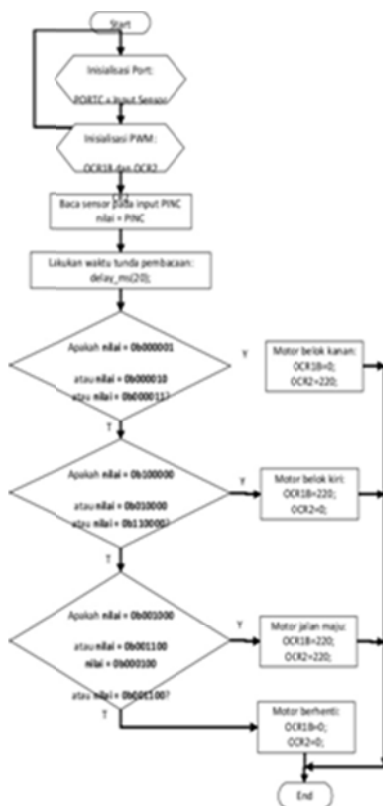 Start
Inisialisasi Port:
PORTC = Input Sensor
Inisialisasi PWM:
OCR1B dan OCR2
Baca sensor pada input PINC
nilai = PINC
Lakukan waktu tunda pembacaan:
delay_ms(20);
Apakah nilai = 0b000001
atau nilai = 0b000010
atau nilai = 0b000011?
Y
Motor belok kanan:
OCR1B=0;
OCR2=220;
T
Apakah nilai = 0b100000
atau nilai = 0b010000
atau nilai = 0b110000?
Y
Motor belok kiri:
OCR1B=220;
OCR2=0;
T
Apakah nilai = 0b001000
atau nilai = 0b001100
nilai = 0b000100
atau nilai = 0b001100?
Y
Motor jalan maju:
OCR1B=220;
OCR2=220;
T
Motor berhenti:
OCR1B=0;
OCR2=0;
End